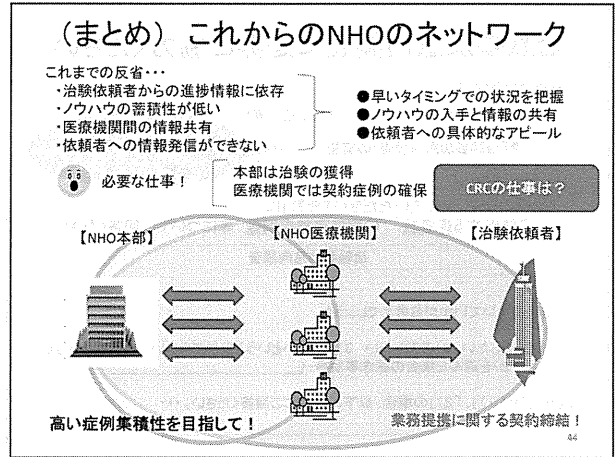 （まとめ） これからのNHOのネットワーク
これまでの反省・・・
・治験依頼者からの進捗情報に依存
・ノウハウの蓄積性が低い
・医療機関間の情報共有
・依頼者への情報発信ができない
●早いタイミングでの状況を把握
●ノウハウの入手と情報の共有
●依頼者への具体的なアピール
必要な仕事！
本部は治験の獲得
医療機関では契約症例の確保
CRCの仕事は？
【NHO本部】
【NHO医療機関】
【治験依頼者】
高い症例集積性を目指して！
業務提携に関する契約締結！
44